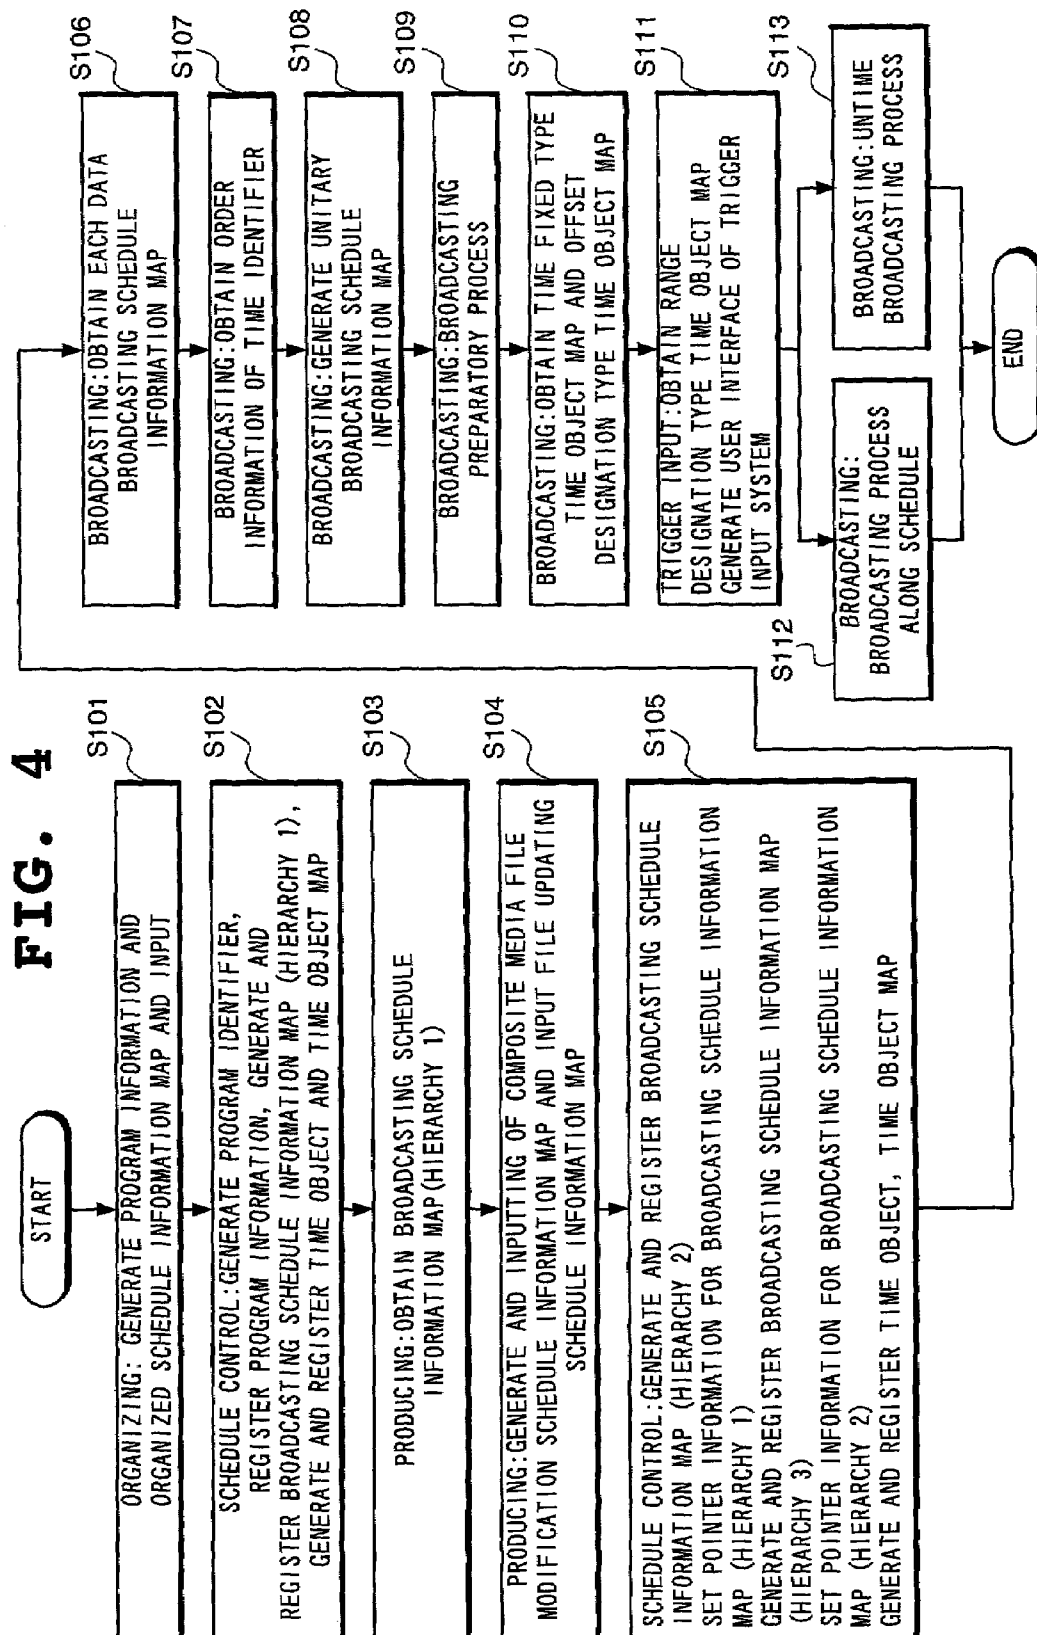 FIG. 4
START
S101
ORGANIZING: GENERATE PROGRAM INFORMATION AND
ORGANIZED SCHEDULE INFORMATION MAP AND INPUT
S102
SCHEDULE CONTROL:GENERATE PROGRAM IDENTIFIER,
REGISTER PROGRAM INFORMATION, GENERATE AND
REGISTER BROADCASTING SCHEDULE INFORMATION MAP (HIERARCHY 1),
GENERATE AND REGISTER TIME OBJECT AND TIME OBJECT MAP
S103
PRODUCING:OBTAIN BROADCASTING SCHEDULE
INFORMATION MAP(HIERARCHY 1)
S104
PRODUCING:GENERATE AND INPUTTING OF COMPOSITE MEDIA FILE
MODIFICATION SCHEDULE INFORMATION MAP AND INPUT FILE UPDATING
SCHEDULE INFORMATION MAP
S105
SCHEDULE CONTROL:GENERATE AND REGISTER BROADCASTING SCHEDULE
INFORMATION MAP (HIERARCHY 2)
SET POINTER INFORMATION FOR BROADCASTING SCHEDULE INFORMATION
MAP (HIERARCHY 1)
GENERATE AND REGISTER BROADCASTING SCHEDULE INFORMATION MAP
(HIERARCHY 3)
SET POINTER INFORMATION FOR BROADCASTING SCHEDULE INFORMATION
MAP (HIERARCHY 2)
GENERATE AND REGISTER TIME OBJECT, TIME OBJECT MAP
S106
BROADCASTING:OBTAIN EACH DATA
BROADCASTING SCHEDULE
INFORMATION MAP
S107
BROADCASTING:OBTAIN ORDER
INFORMATION OF TIME IDENTIFIER
S108
BROADCASTING:GENERATE UNITARY
BROADCASTING SCHEDULE
INFORMATION MAP
S109
BROADCASTING:BROADCASTING
PREPARATORY PROCESS
S110
BROADCASTING:OBTAIN TIME FIXED TYPE
TIME OBJECT MAP AND OFFSET
DESIGNATION TYPE TIME OBJECT MAP
S111
TRIGGER INPUT:OBTAIN RANGE
DESIGNATION TYPE TIME OBJECT MAP
GENERATE USER INTERFACE OF TRIGGER
INPUT SYSTEM
S112
BROADCASTING:
BROADCASTING PROCESS
ALONG SCHEDULE
S113
BROADCASTING:UNTIME
BROADCASTING PROCESS
END